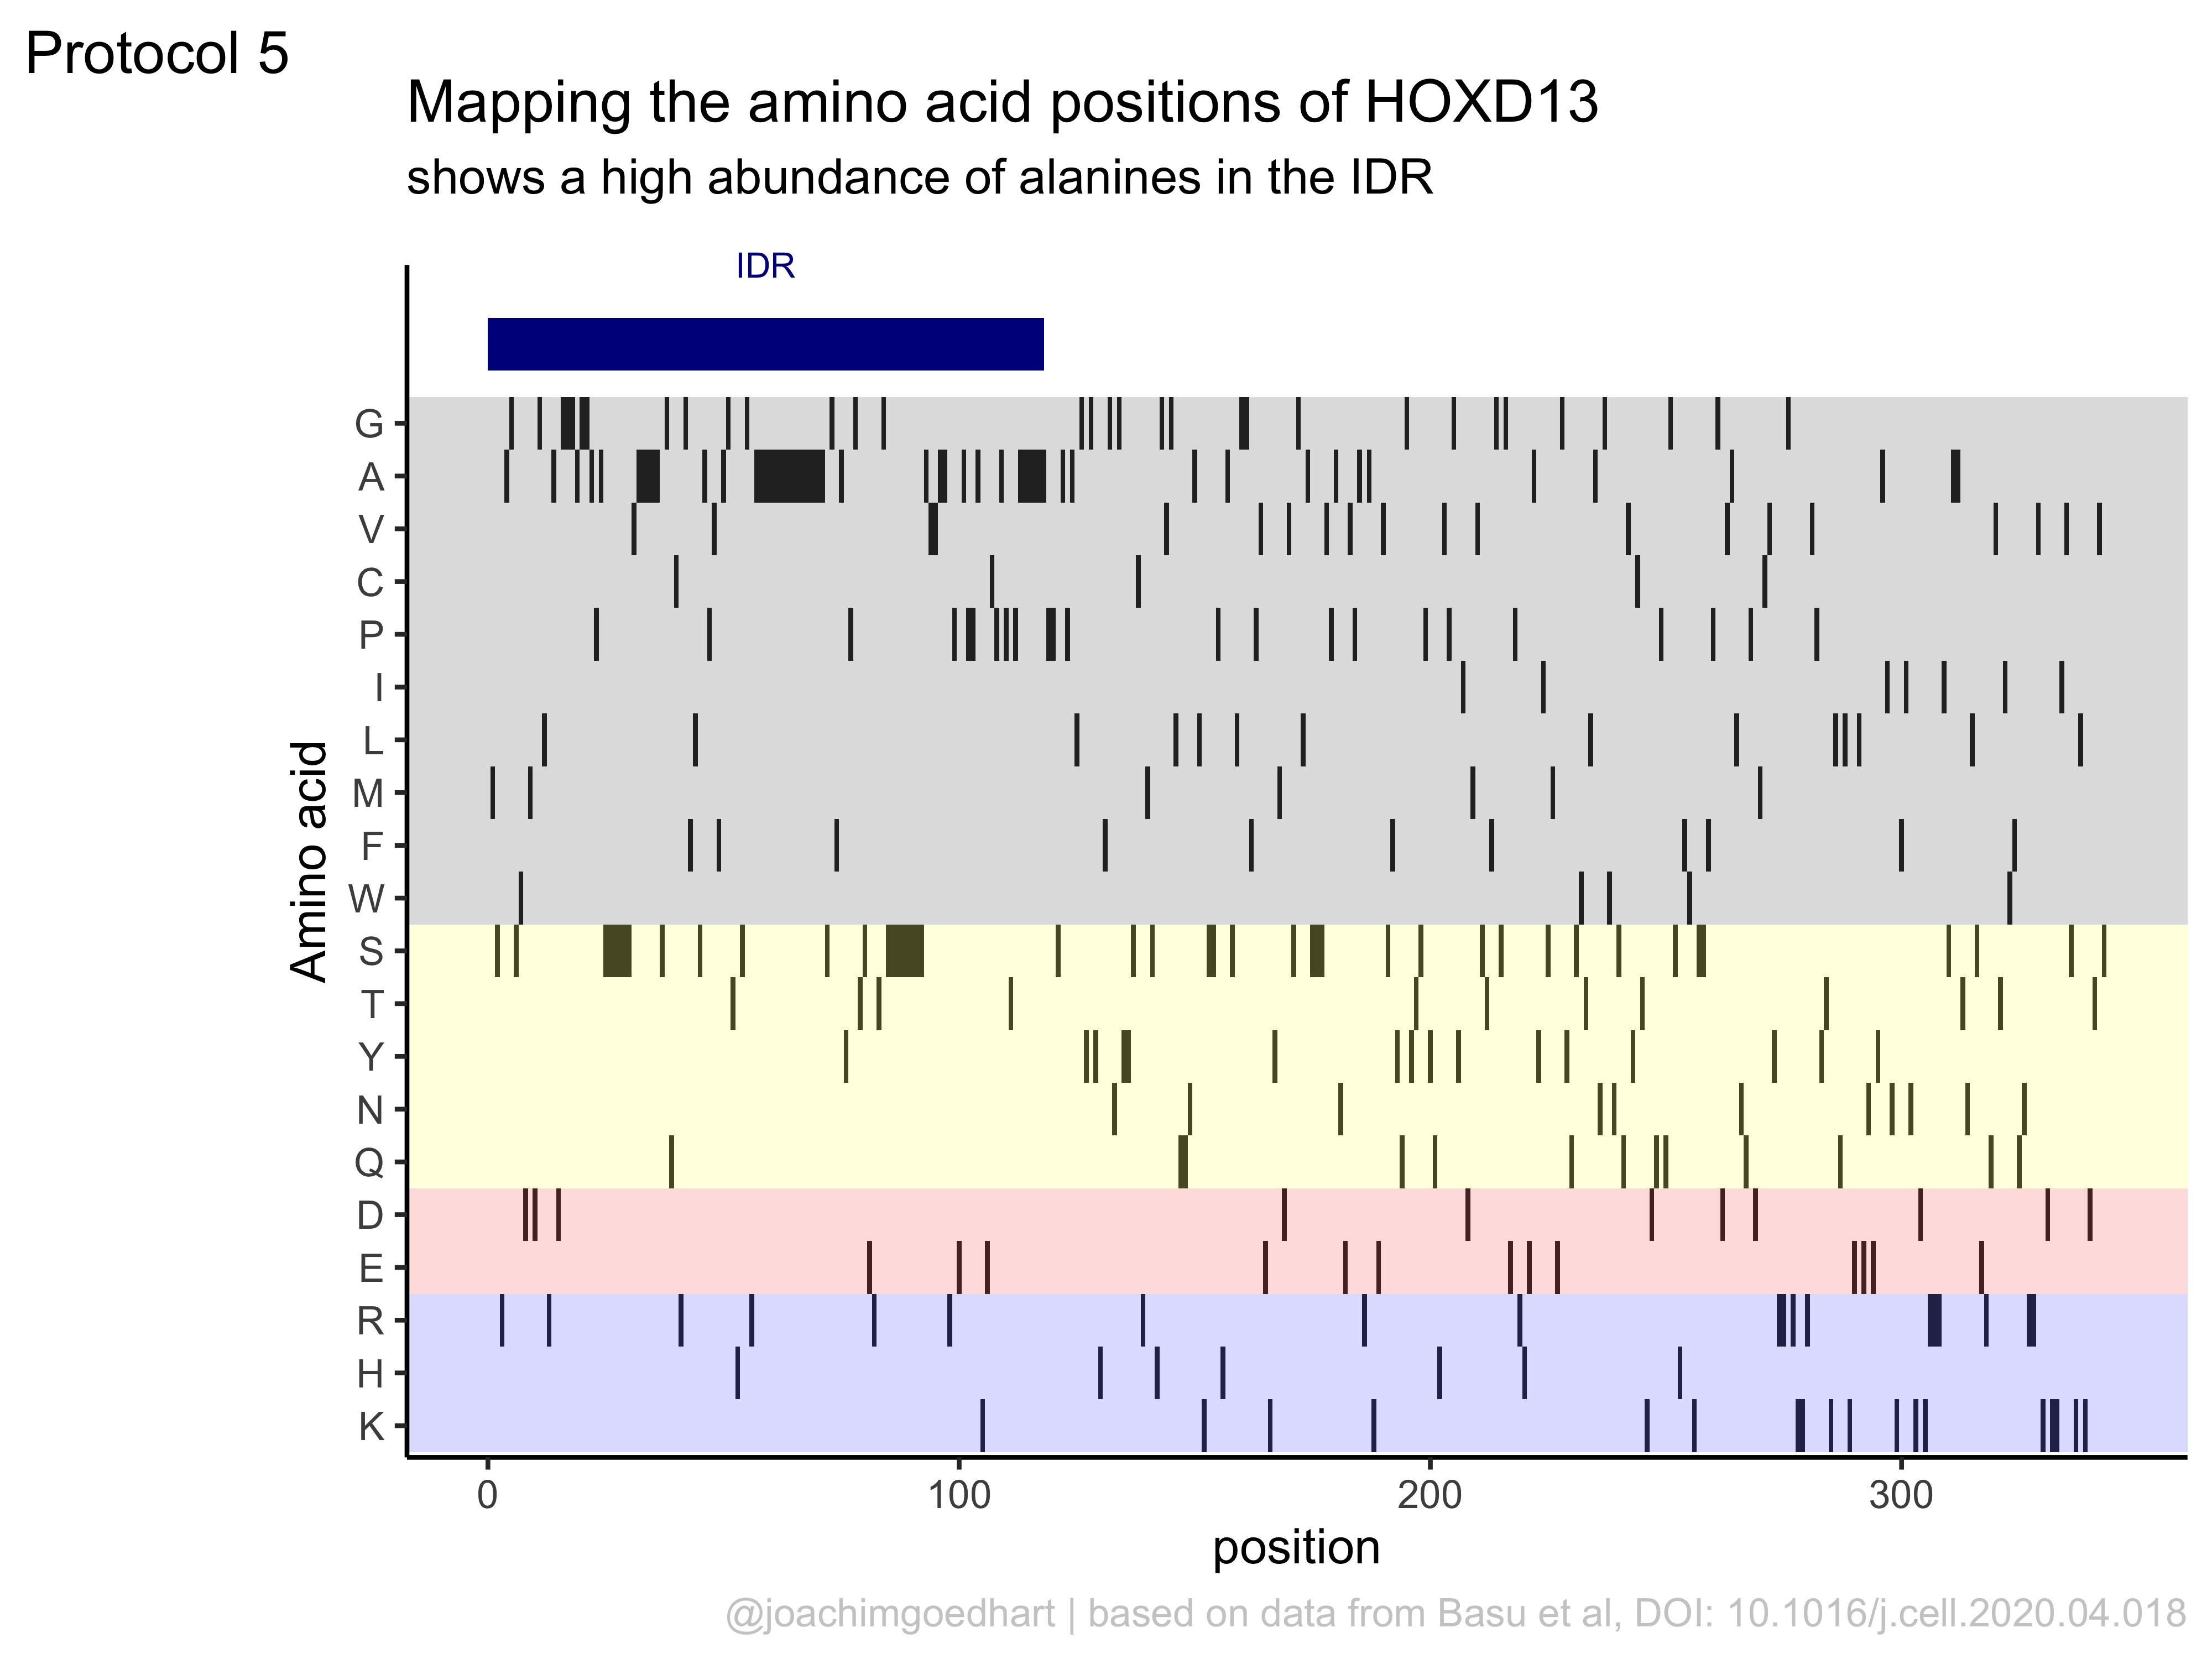 Protocol 5
Mapping the amino acid positions of HOXD13
shows a high abundance of alanines in the IDR
IDR
G
A
V
C
P
I
L
M
F
W
S
T
Y
N
Q
D
E
R
H
K
Amino acid
0 100 200 300
position
@joachimgoedhart | based on data from Basu et al, DOI: 10.1016/j.cell.2020.04.018